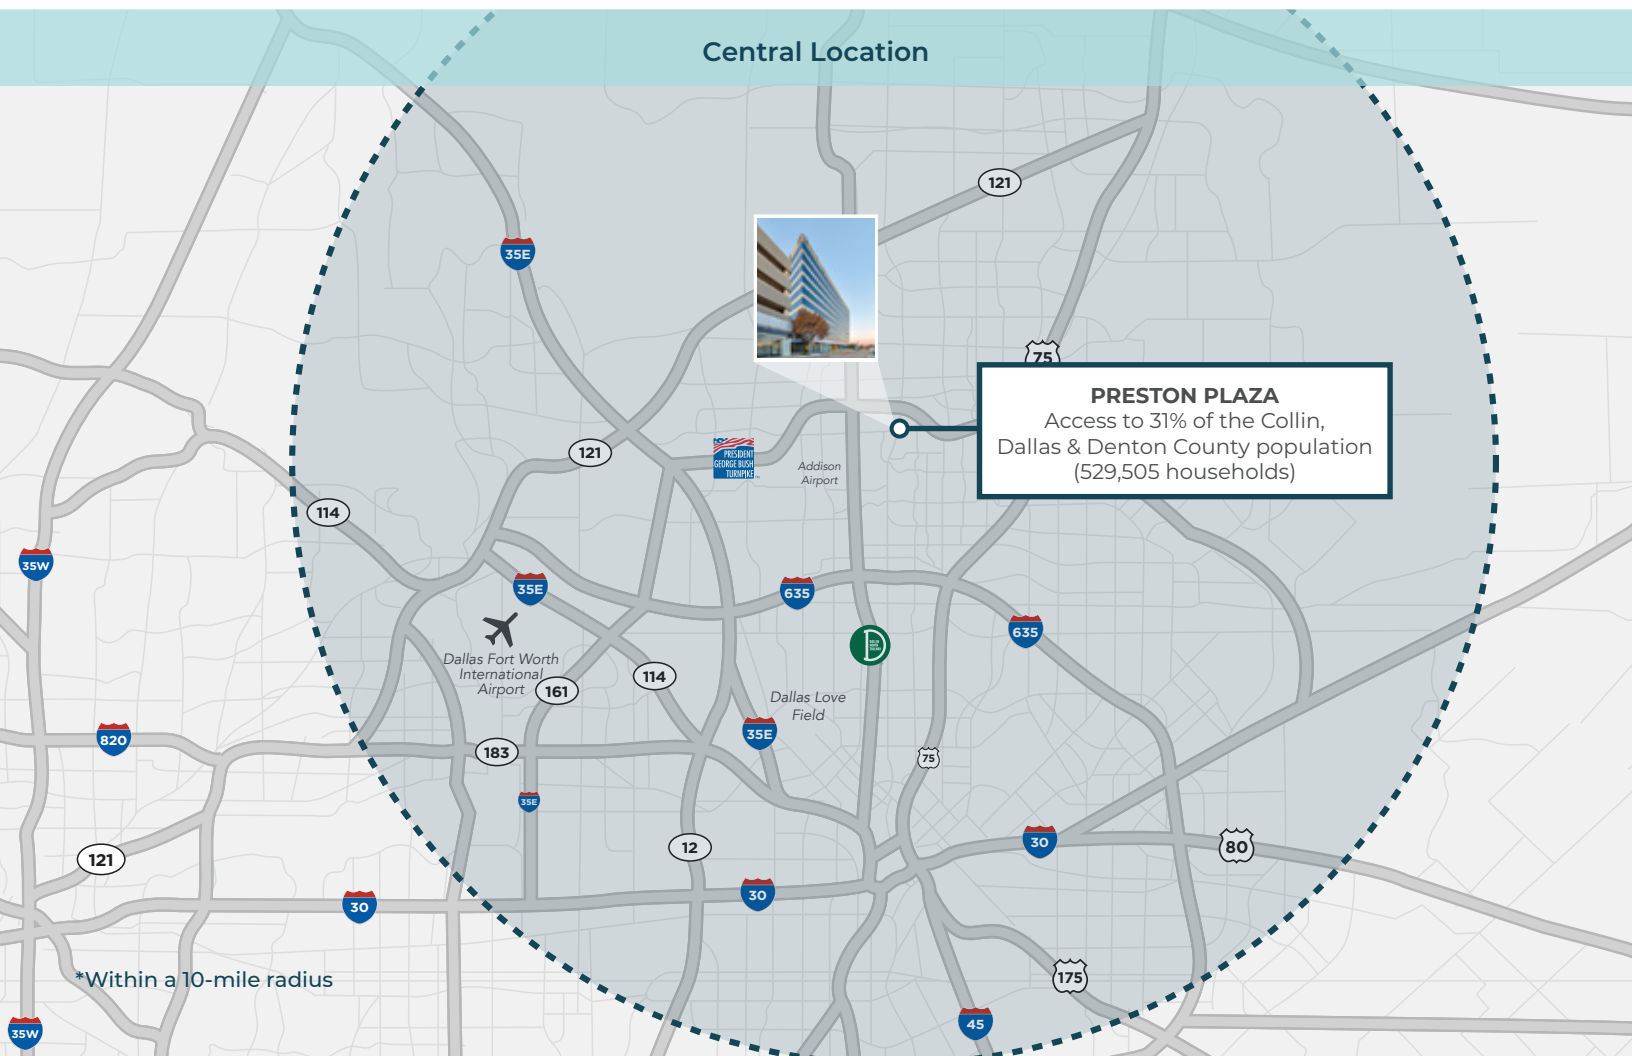 Central Location
121
35E
75
PRESTON PLAZA
Access to 31% of the Collin,
Dallas & Denton County population
(529,505 households)
121
PRESIDENT
GEORGE BUSH
TURNPIKE
Addison
Airport
114
35W
35E
635
635
Dallas Fort Worth
International
Airport
161
114
Dallas Love
Field
820
183
35E
75
35E
121
12
30
80
30
30
*Within a 10-mile radius
175
35W
45